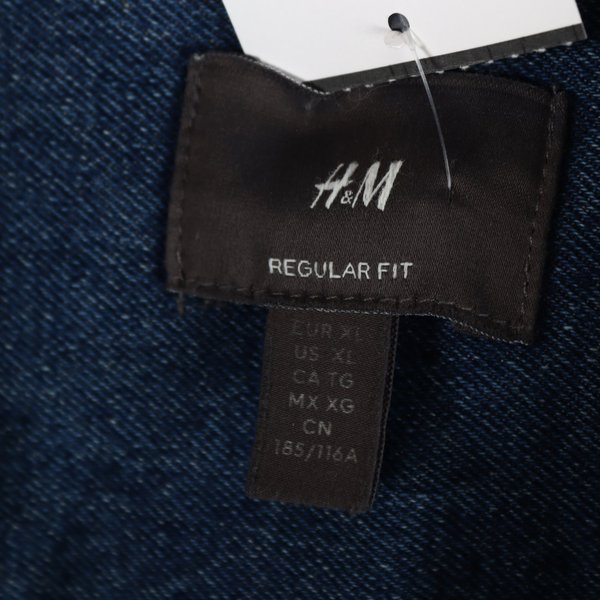 H&M
REGULAR FIT
EUR XL
US XL
CA TG
MX XG
CN
185/116A